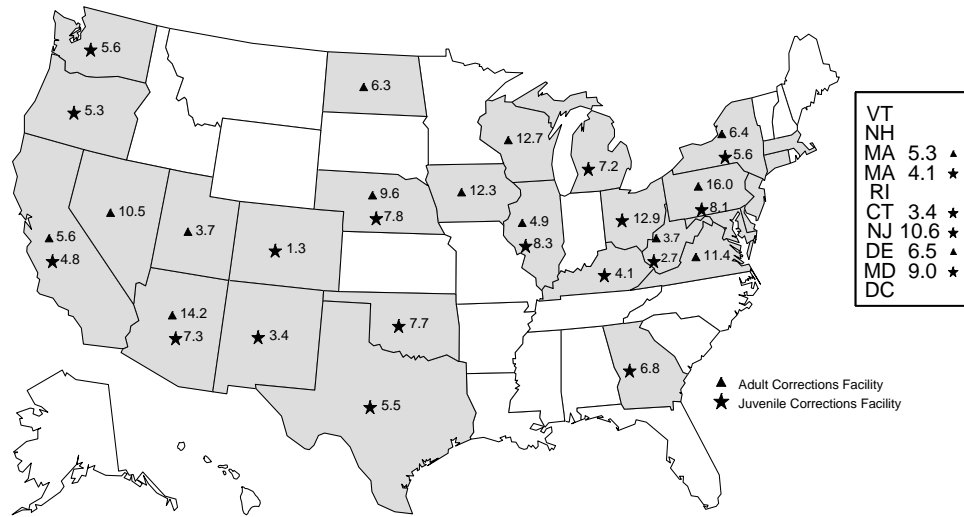 5.6
5.3
6.3
12.7
7.2
6.4
5.6
16.0
8.1
9.6
7.8
12.3
4.9
8.3
12.9
3.7
2.7
11.4
10.5
3.7
1.3
5.6
4.8
4.1
14.2
7.3
3.4
7.7
6.8
5.5
VT
NH
MA 5.3
MA 4.1
RI
CT 3.4
NJ 10.6
DE 6.5
MD 9.0
DC
Adult Corrections Facility
Juvenile Corrections Facility